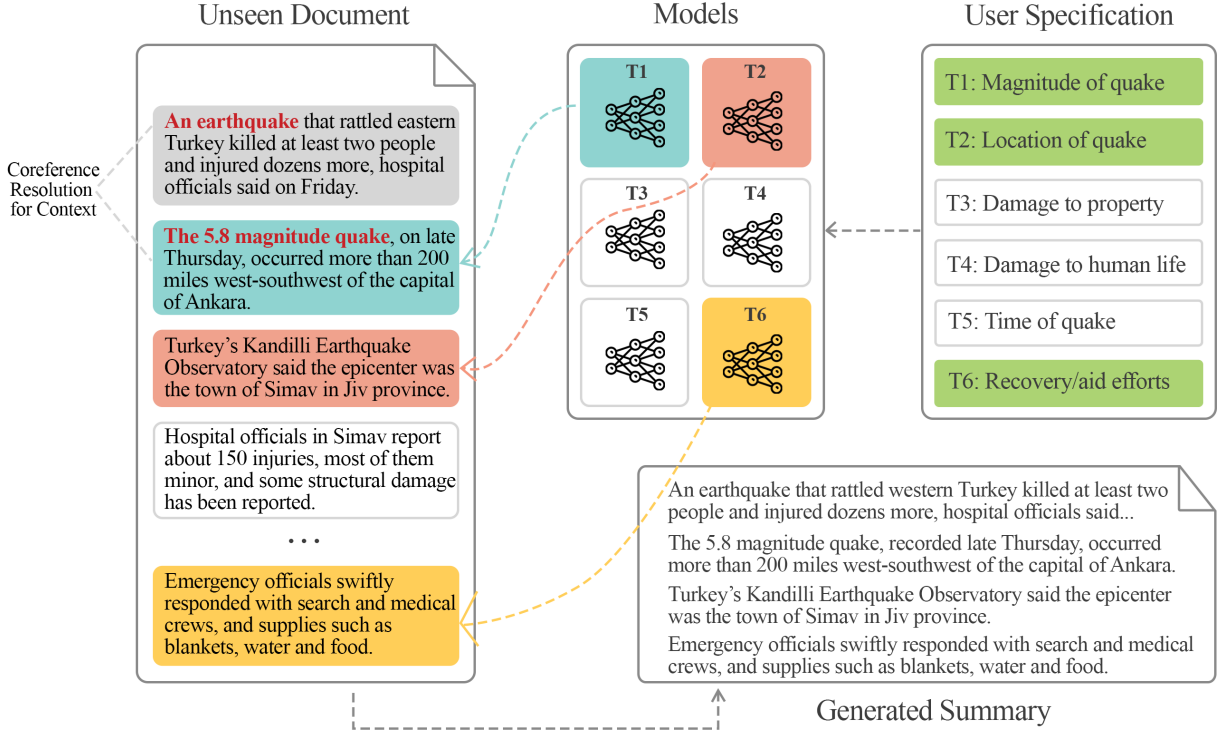 Unseen Document
Models
User Specification
Coreference
Resolution
for Context
An earthquake that rattled eastern
Turkey killed at least two people
and injured dozens more, hospital
officials said on Friday.
The 5.8 magnitude quake, on late
Thursday, occurred more than 200
miles west-southwest of the capital
of Ankara.
Turkey's Kandilli Earthquake
Observatory said the epicenter was
the town of Simav in Jiv province.
Hospital officials in Simav report
about 150 injuries, most of them
minor, and some structural damage
has been reported.
...
Emergency officials swiftly
responded with search and medical
crews, and supplies such as
blankets, water and food.
T1
T2
T3
T4
T5
T6
T1: Magnitude of quake
T2: Location of quake
T3: Damage to property
T4: Damage to human life
T5: Time of quake
T6: Recovery/aid efforts
An earthquake that rattled western Turkey killed at least two
people and injured dozens more, hospital officials said...
The 5.8 magnitude quake, recorded late Thursday, occurred
more than 200 miles west-southwest of the capital of Ankara.
Turkey's Kandilli Earthquake Observatory said the epicenter
was the town of Simav in Jiv province.
Emergency officials swiftly responded with search and medical
crews, and supplies such as blankets, water and food.
Generated Summary